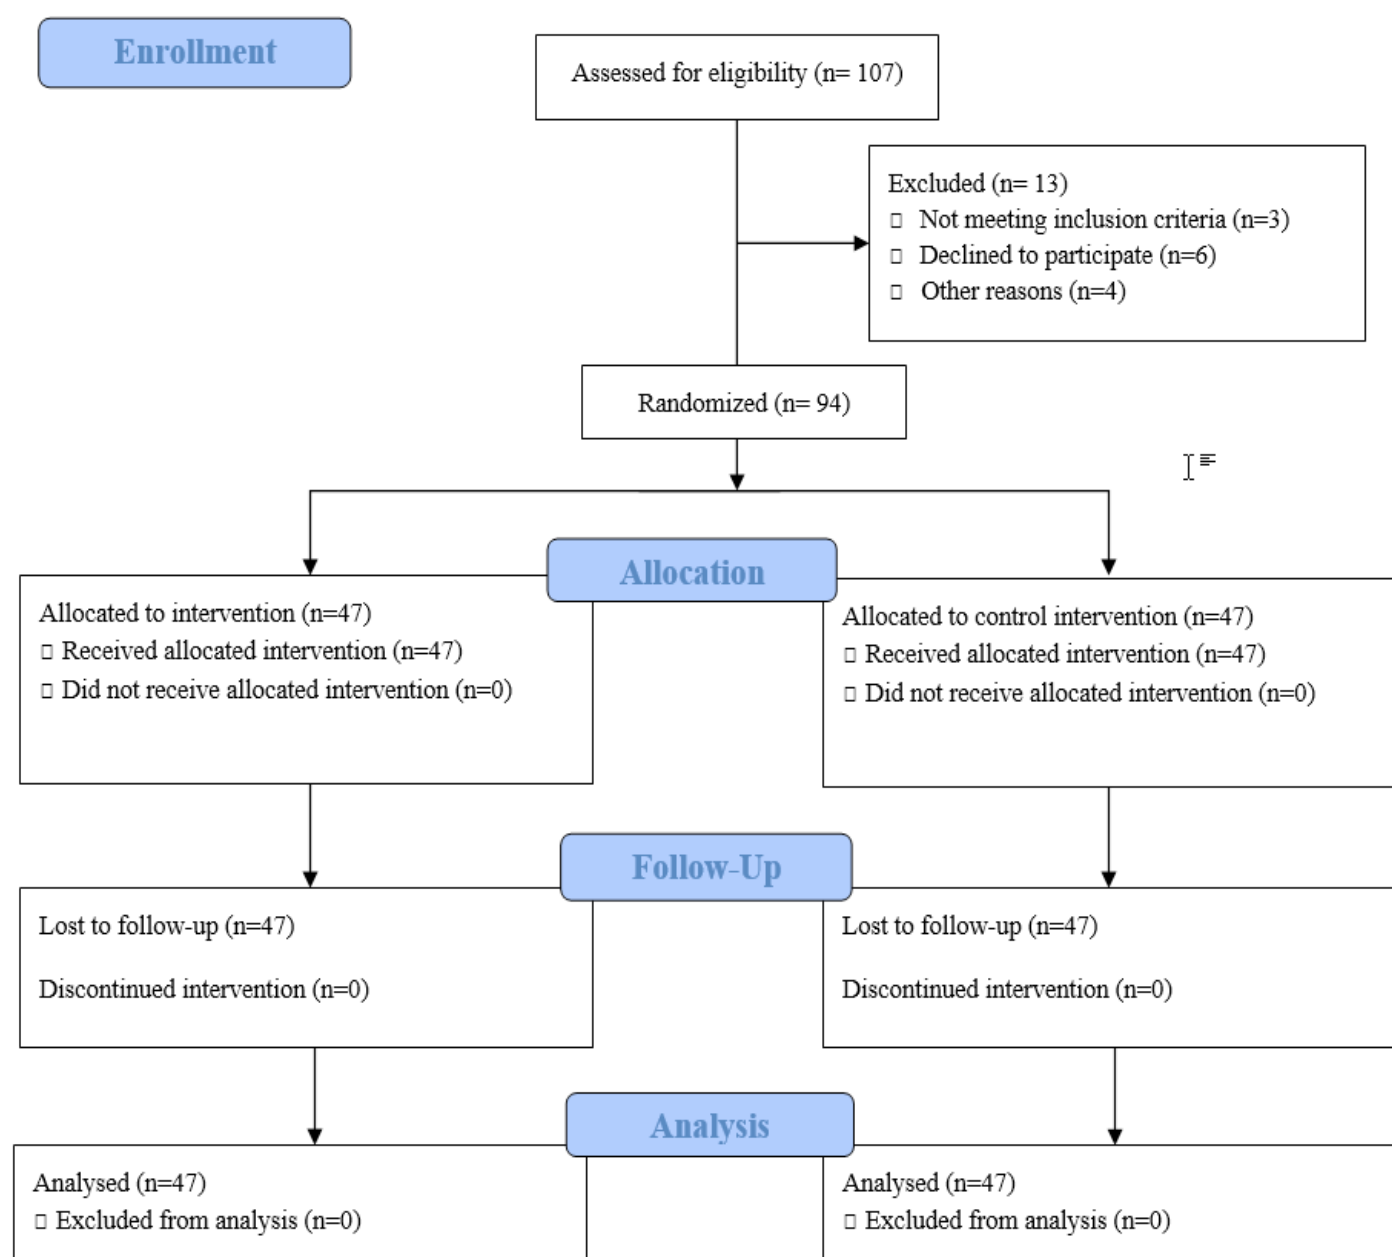 Enrollment
Assessed for eligibility (n= 107)
Excluded (n= 13)
Not meeting inclusion criteria (n=3)
Declined to participate (n=6)
Other reasons (n=4)
Randomized (n= 94)
Allocation
Allocated to intervention (n=47)
Received allocated intervention (n=47)
Did not receive allocated intervention (n=0)
Allocated to control intervention (n=47)
Received allocated intervention (n=47)
Did not receive allocated intervention (n=0)
Follow-Up
Lost to follow-up (n=47)
Discontinued intervention (n=0)
Lost to follow-up (n=47)
Discontinued intervention (n=0)
Analysis
Analysed (n=47)
Excluded from analysis (n=0)
Analysed (n=47)
Excluded from analysis (n=0)